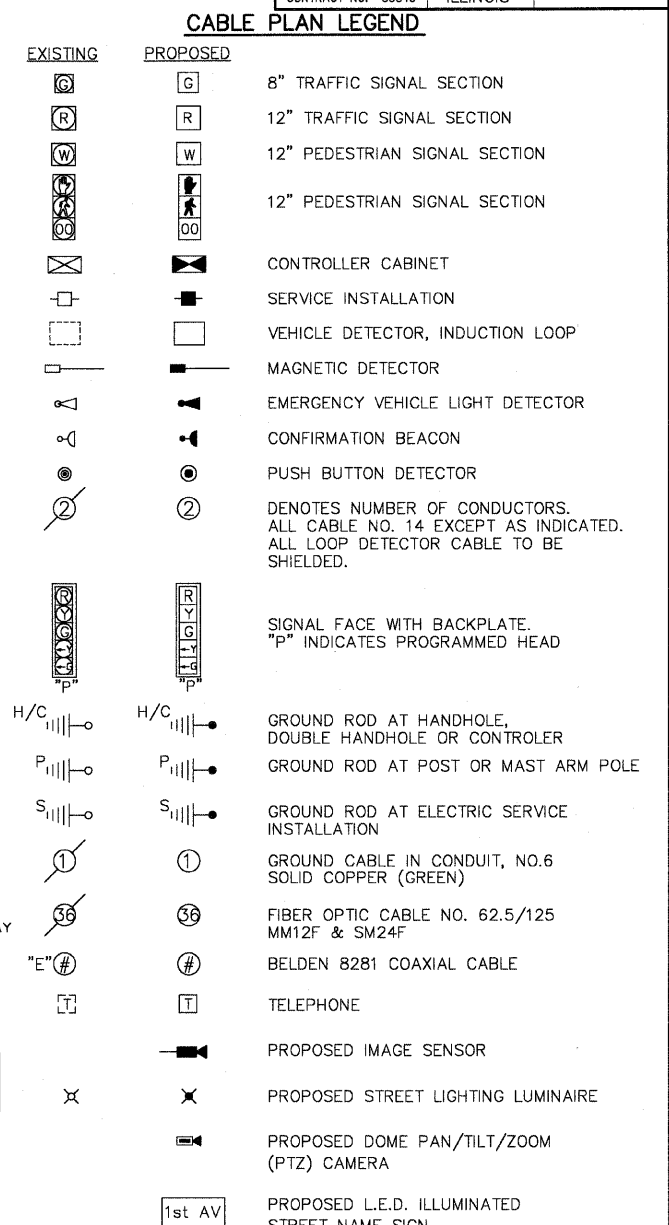 ILLINOIS
CABLE PLAN LEGEND
EXISTING PROPOSED
G G 8" TRAFFIC SIGNAL SECTION
R R 12" TRAFFIC SIGNAL SECTION
W W 12" PEDESTRIAN SIGNAL SECTION
12" PEDESTRIAN SIGNAL SECTION
00 00
CONTROLLER CABINET
SERVICE INSTALLATION
VEHICLE DETECTOR, INDUCTION LOOP
MAGNETIC DETECTOR
EMERGENCY VEHICLE LIGHT DETECTOR
CONFIRMATION BEACON
PUSH BUTTON DETECTOR
2 2 DENOTES NUMBER OF CONDUCTORS.
ALL CABLE NO. 14 EXCEPT AS INDICATED.
ALL LOOP DETECTOR CABLE TO BE
SHIELDED.
R R
Y Y
G G
SIGNAL FACE WITH BACKPLATE.
"P" INDICATES PROGRAMMED HEAD
←Y ←Y
←G ←G
"P" "P"
H/C H/C GROUND ROD AT HANDHOLE,
DOUBLE HANDHOLE OR CONTROLER
P P GROUND ROD AT POST OR MAST ARM POLE
S S GROUND ROD AT ELECTRIC SERVICE
INSTALLATION
1 1 GROUND CABLE IN CONDUIT, NO.6
SOLID COPPER (GREEN)
36 36 FIBER OPTIC CABLE NO. 62.5/125
MM12F & SM24F
"E" # # BELDEN 8281 COAXIAL CABLE
T T TELEPHONE
PROPOSED IMAGE SENSOR
PROPOSED STREET LIGHTING LUMINAIRE
PROPOSED DOME PAN/TILT/ZOOM
(PTZ) CAMERA
1st AV PROPOSED L.E.D. ILLUMINATED
STREET NAME SIGN